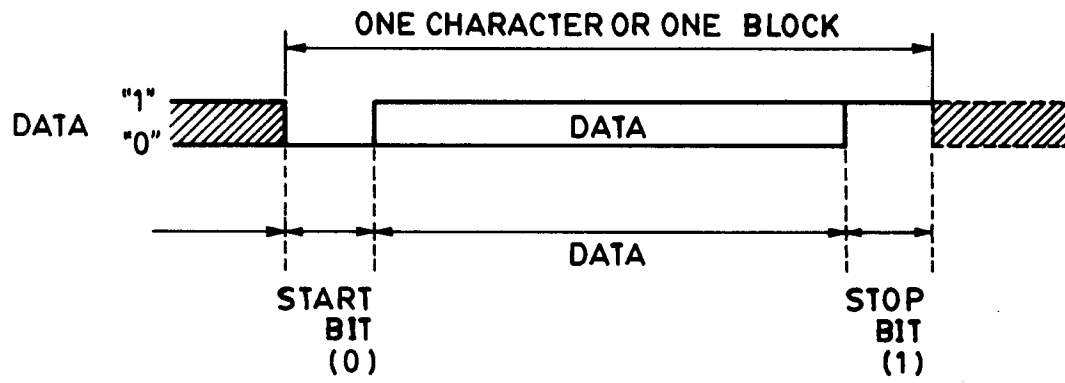 ONE CHARACTER OR ONE BLOCK
"1"
DATA
"0"
DATA
DATA
START
BIT
(0)
STOP
BIT
(1)